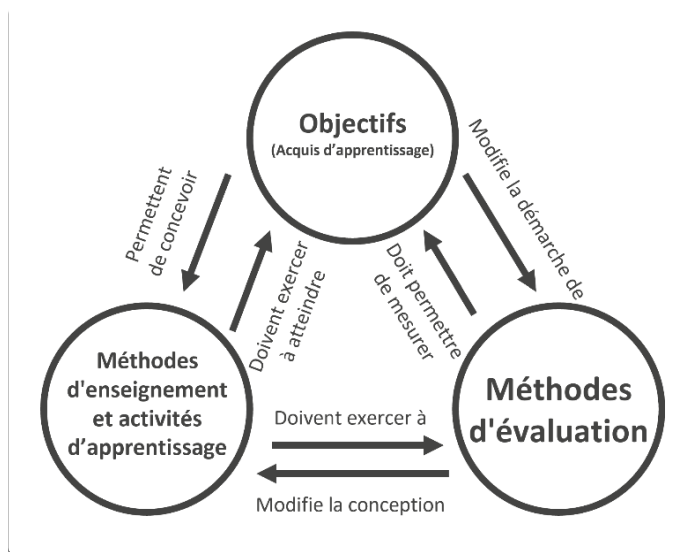 Objectifs
(Acquis d'apprentissage)
Permettent
de concevoir
Doivent exercer
à atteindre
Doit permettre
de mesurer
Modifie la démarche de
Méthodes
d'enseignement
et activités
d'apprentissage
Doivent exercer à
Modifie la conception
Méthodes
d'évaluation